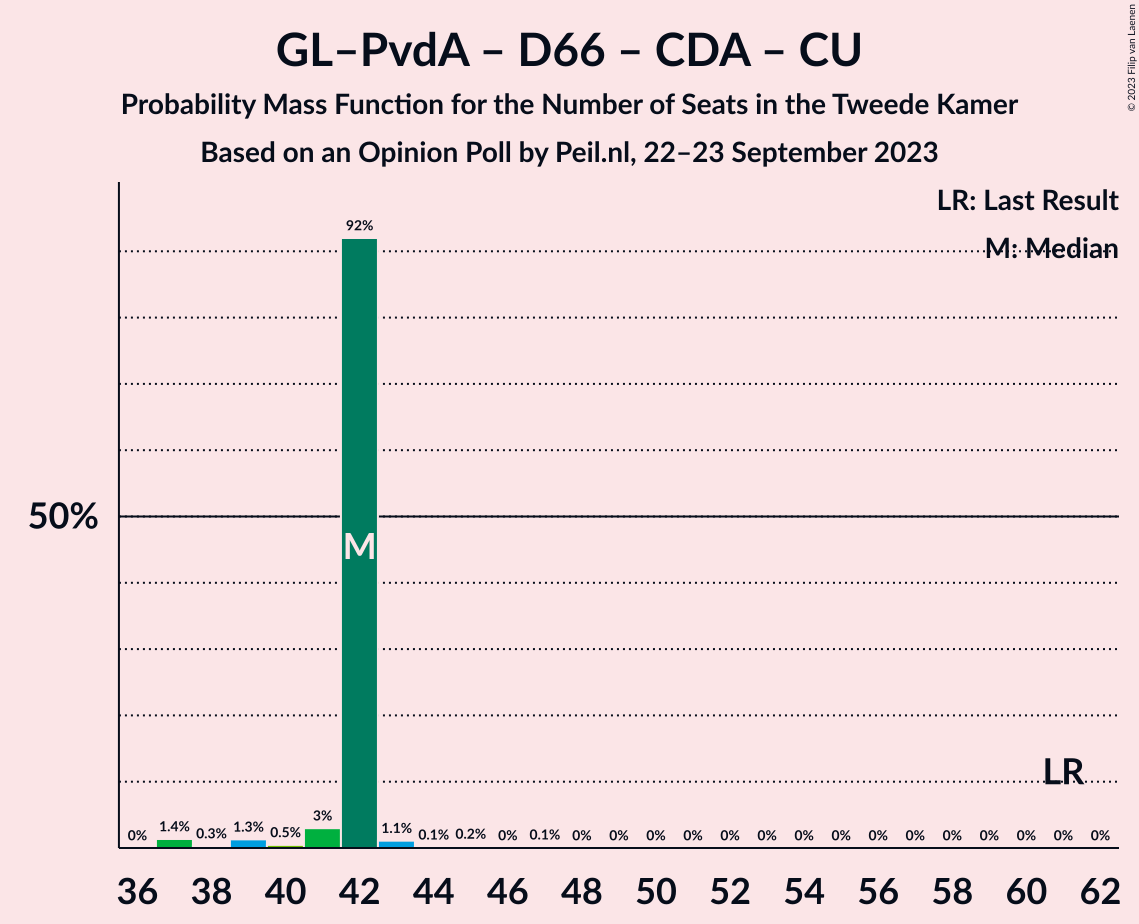 GL–PvdA – D66 – CDA – CU
Probability Mass Function for the Number of Seats in the Tweede Kamer
Based on an Opinion Poll by Peil.nl, 22–23 September 2023
© 2023 Filip van Laenen
LR: Last Result
M: Median
92%
50%
M
LR
0% 1.4% 0.3% 1.3% 0.5% 3% 1.1% 0.1% 0.2% 0% 0.1% 0% 0% 0% 0% 0% 0% 0% 0% 0% 0% 0% 0% 0% 0% 0%
36 38 40 42 44 46 48 50 52 54 56 58 60 62